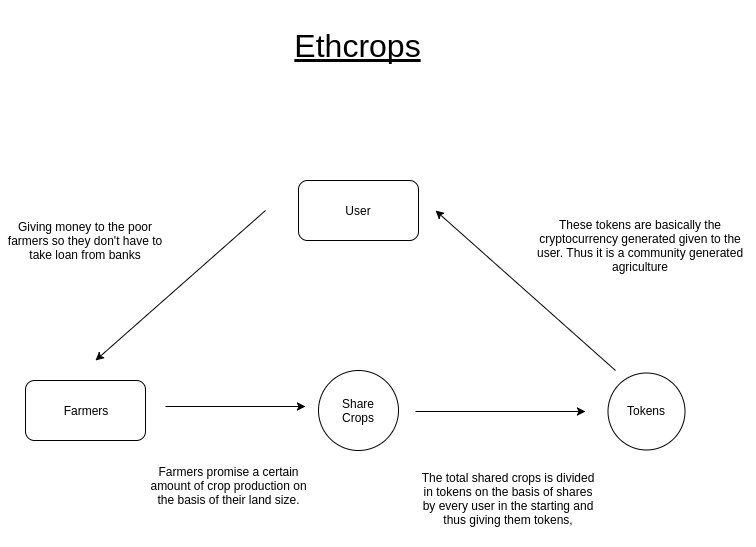 Ethcrops
User
Giving money to the poor
farmers so they don't have to
take loan from banks
These tokens are basically the
cryptocurrency generated given to the
user. Thus it is a community generated
agriculture
Farmers
Share
Crops
Tokens
Farmers promise a certain
amount of crop production on
the basis of their land size.
The total shared crops is divided
in tokens on the basis of shares
by every user in the starting and
thus giving them tokens,